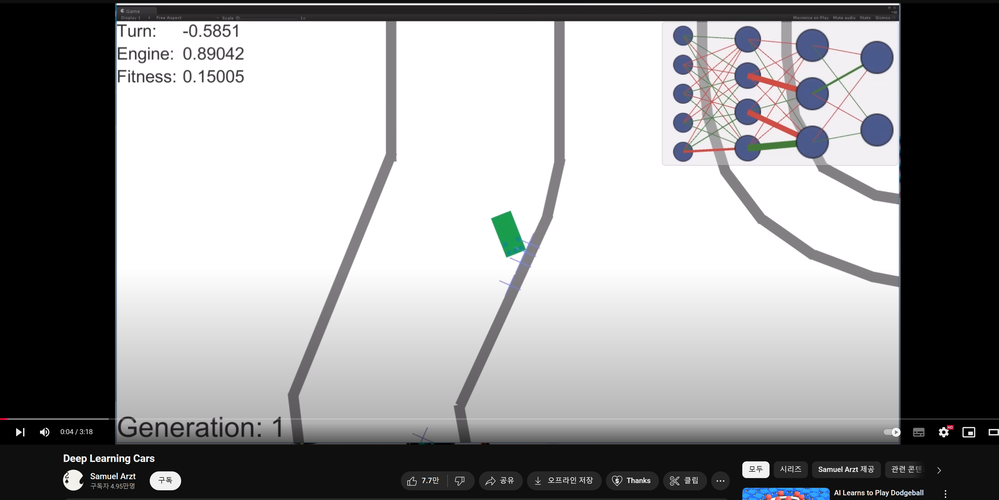 Game
Display 1 Free Aspect Scale 1x Maximize on Play Mute audio Stats Gizmos
Turn: -0.5851
Engine: 0.89042
Fitness: 0.15005
Generation: 1
0:04 / 3:18
HD
Deep Learning Cars
Samuel Arzt
구독자 4.95만명
구독
7.7만
공유
오프라인 저장
Thanks
클립
모두
시리즈
Samuel Arzt 제공
관련 콘텐
2
AI Learns to Play Dodgeball